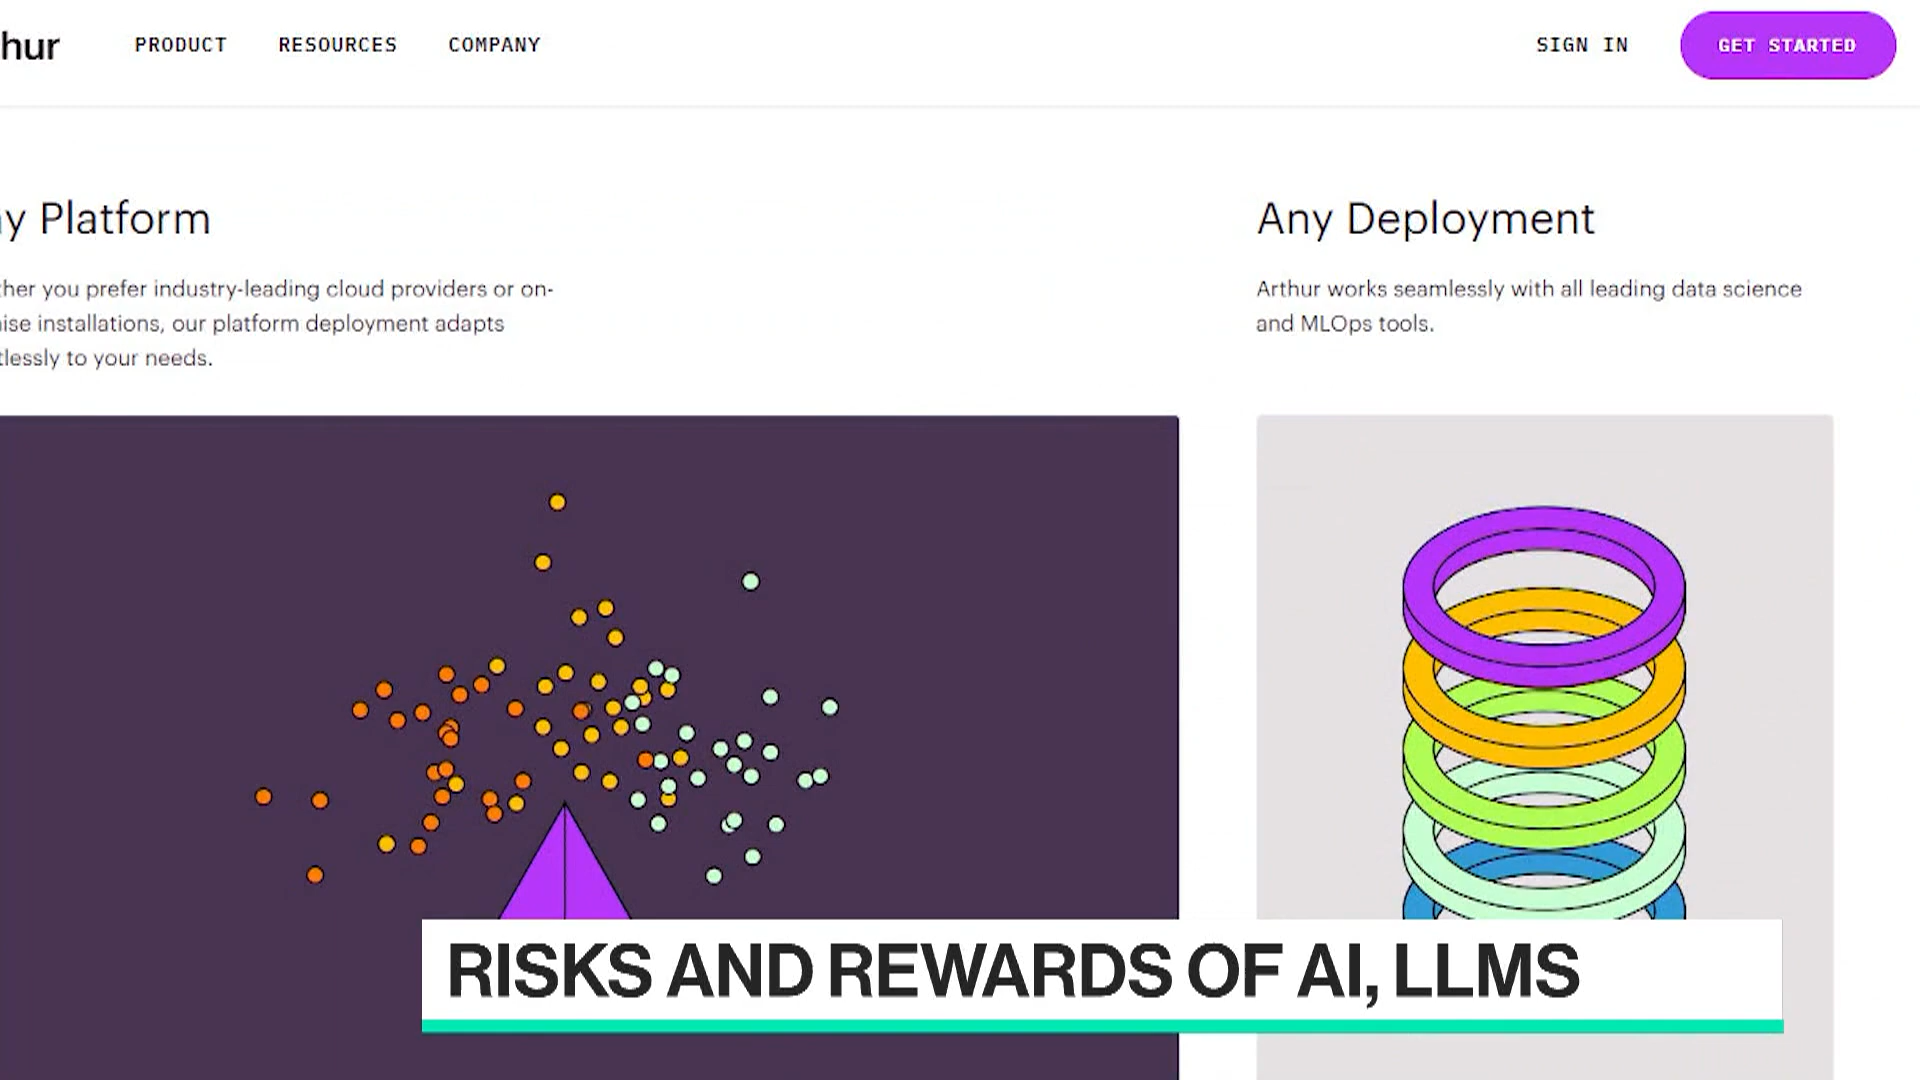 hur
PRODUCT
RESOURCES
COMPANY
SIGN IN
GET STARTED
y Platform
ther you prefer industry-leading cloud providers or on-
ise installations, our platform deployment adapts
tlessly to your needs.
Any Deployment
Arthur works seamlessly with all leading data science
and MLOps tools.
RISKS AND REWARDS OF AI, LLMS